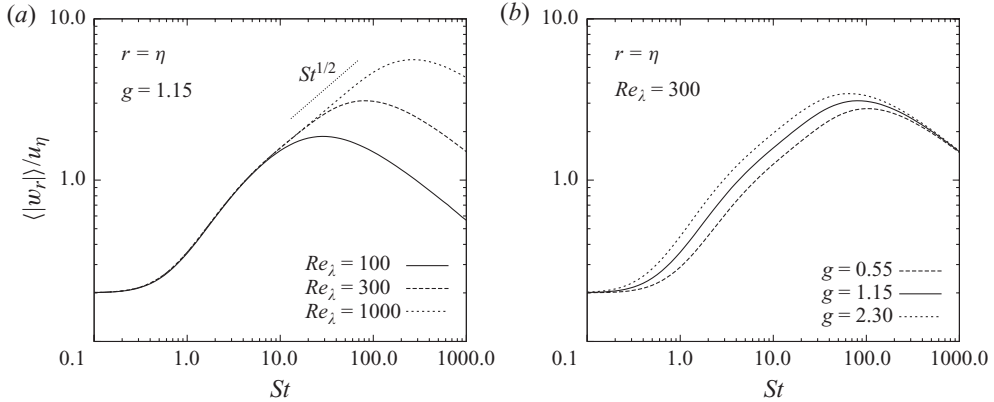 (a)
10.0
r = η
g = 1.15
St^{1/2}
⟨|w_r|⟩/u_η
1.0
Re_λ = 100
Re_λ = 300
Re_λ = 1000
0.1 1.0 10.0 100.0 1000.0
St
(b)
10.0
r = η
Re_λ = 300
1.0
g = 0.55
g = 1.15
g = 2.30
0.1 1.0 10.0 100.0 1000.0
St